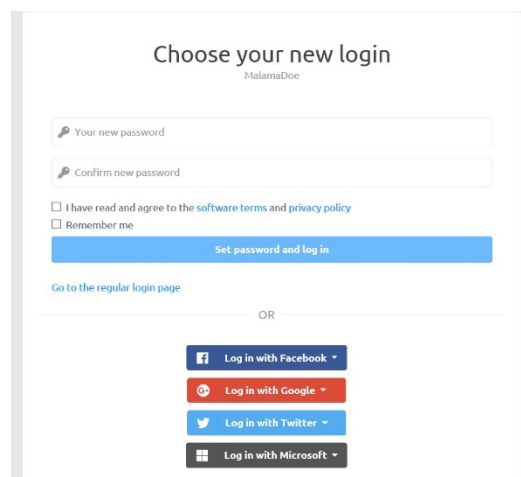 Choose your new login
MalamaDoe
Your new password
Confirm new password
I have read and agree to the software terms and privacy policy
Remember me
Set password and log in
Go to the regular login page
OR
Log in with Facebook
Log in with Google
Log in with Twitter
Log in with Microsoft